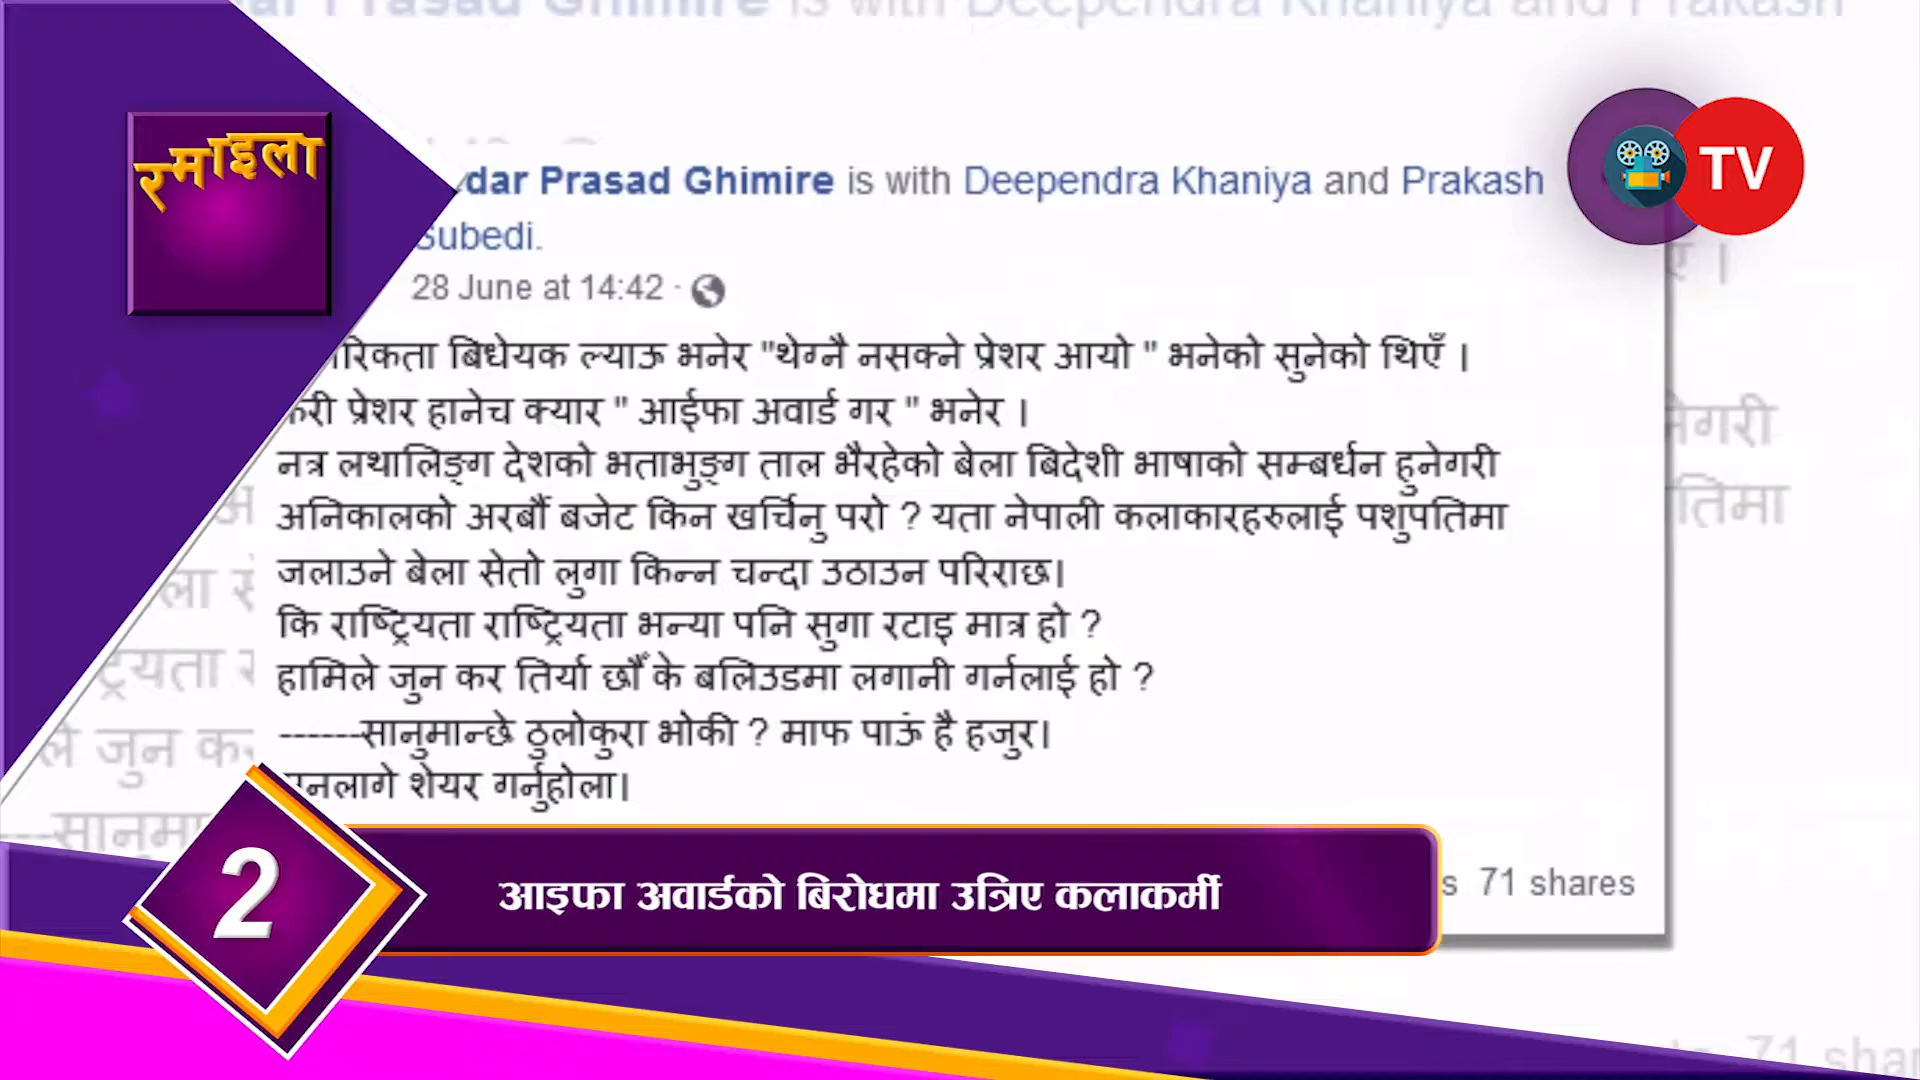 रमाइला
TV
Prasad Ghimire is with Deependra Khaniya and Prakash
Subedi.
28 June at 14:42 ·
बिधेयक ल्याऊ भनेर "थेग्नै नसक्ने प्रेशर आयो " भनेको सुनेको थिएँ ।
प्रेशर हानेच क्यार " आईफा अवार्ड गर " भनेर ।
नत्र लथालिङ्ग देशको भताभुङ्ग ताल भैरहेको बेला बिदेशी भाषाको सम्बर्धन हुनेगरी
अनिकालको अरबौं बजेट किन खर्चिनु परो ? यता नेपाली कलाकारहरुलाई पशुपतिमा
जलाउने बेला सेतो लुगा किन्न चन्दा उठाउन परिराछ।
कि राष्ट्रियता राष्ट्रियता भन्या पनि सुगा रटाइ मात्र हो ?
हामिले जुन कर तिर्या छौँ के बलिउडमा लगानी गर्नलाई हो ?
------सानुमान्छे ठुलोकुरा भोकी ? माफ पाऊं है हजुर।
शेयर गर्नुहोला।
71 shares
2
आइफा अवार्डको बिरोधमा उत्रिए कलाकर्मी